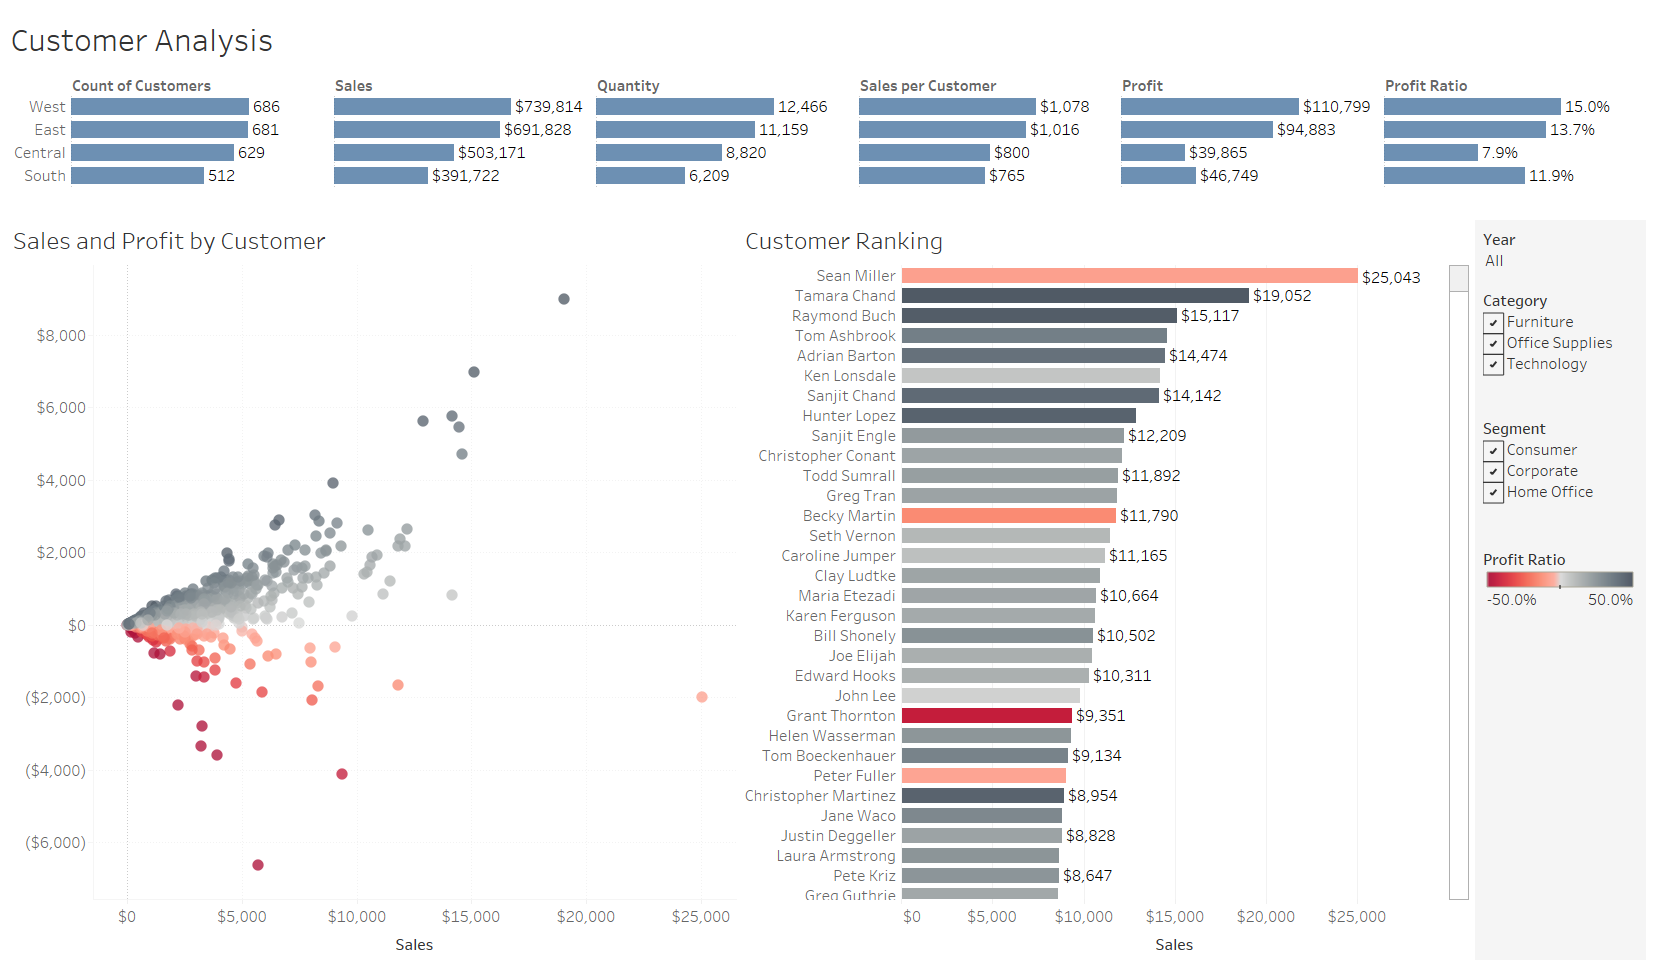 Customer Analysis
Count of Customers Sales Quantity Sales per Customer Profit Profit Ratio
West 686 $739,814 12,466 $1,078 $110,799 15.0%
East 681 $691,828 11,159 $1,016 $94,883 13.7%
Central 629 $503,171 8,820 $800 $39,865 7.9%
South 512 $391,722 6,209 $765 $46,749 11.9%
Sales and Profit by Customer
$8,000
$6,000
$4,000
$2,000
$0
($2,000)
($4,000)
($6,000)
$0 $5,000 $10,000 $15,000 $20,000 $25,000
Sales
Customer Ranking
Sean Miller $25,043
Tamara Chand $19,052
Raymond Buch $15,117
Tom Ashbrook
Adrian Barton $14,474
Ken Lonsdale
Sanjit Chand $14,142
Hunter Lopez
Sanjit Engle $12,209
Christopher Conant
Todd Sumrall $11,892
Greg Tran
Becky Martin $11,790
Seth Vernon
Caroline Jumper $11,165
Clay Ludtke
Maria Etezadi $10,664
Karen Ferguson
Bill Shonely $10,502
Joe Elijah
Edward Hooks $10,311
John Lee
Grant Thornton $9,351
Helen Wasserman
Tom Boeckenhauer $9,134
Peter Fuller
Christopher Martinez $8,954
Jane Waco
Justin Deggeller $8,828
Laura Armstrong
Pete Kriz $8,647
Greg Guthrie
$0 $5,000 $10,000 $15,000 $20,000 $25,000
Sales
Year
All
Category
Furniture
Office Supplies
Technology
Segment
Consumer
Corporate
Home Office
Profit Ratio
-50.0% 50.0%